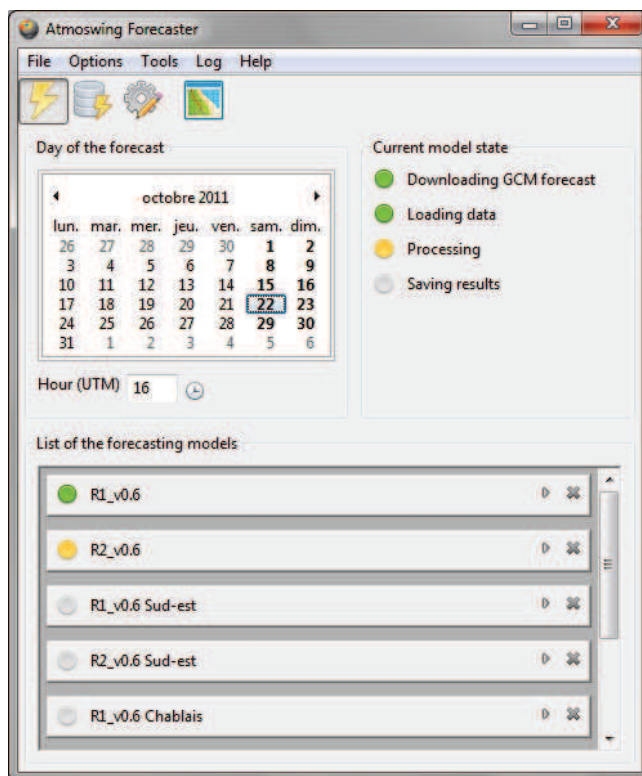 Atmoswing Forecaster
File Options Tools Log Help
Day of the forecast
octobre 2011
lun. mar. mer. jeu. ven. sam. dim.
26 27 28 29 30 1 2
3 4 5 6 7 8 9
10 11 12 13 14 15 16
17 18 19 20 21 22 23
24 25 26 27 28 29 30
31 1 2 3 4 5 6
Hour (UTM) 16
Current model state
Downloading GCM forecast
Loading data
Processing
Saving results
List of the forecasting models
R1_v0.6
R2_v0.6
R1_v0.6 Sud-est
R2_v0.6 Sud-est
R1_v0.6 Chablais